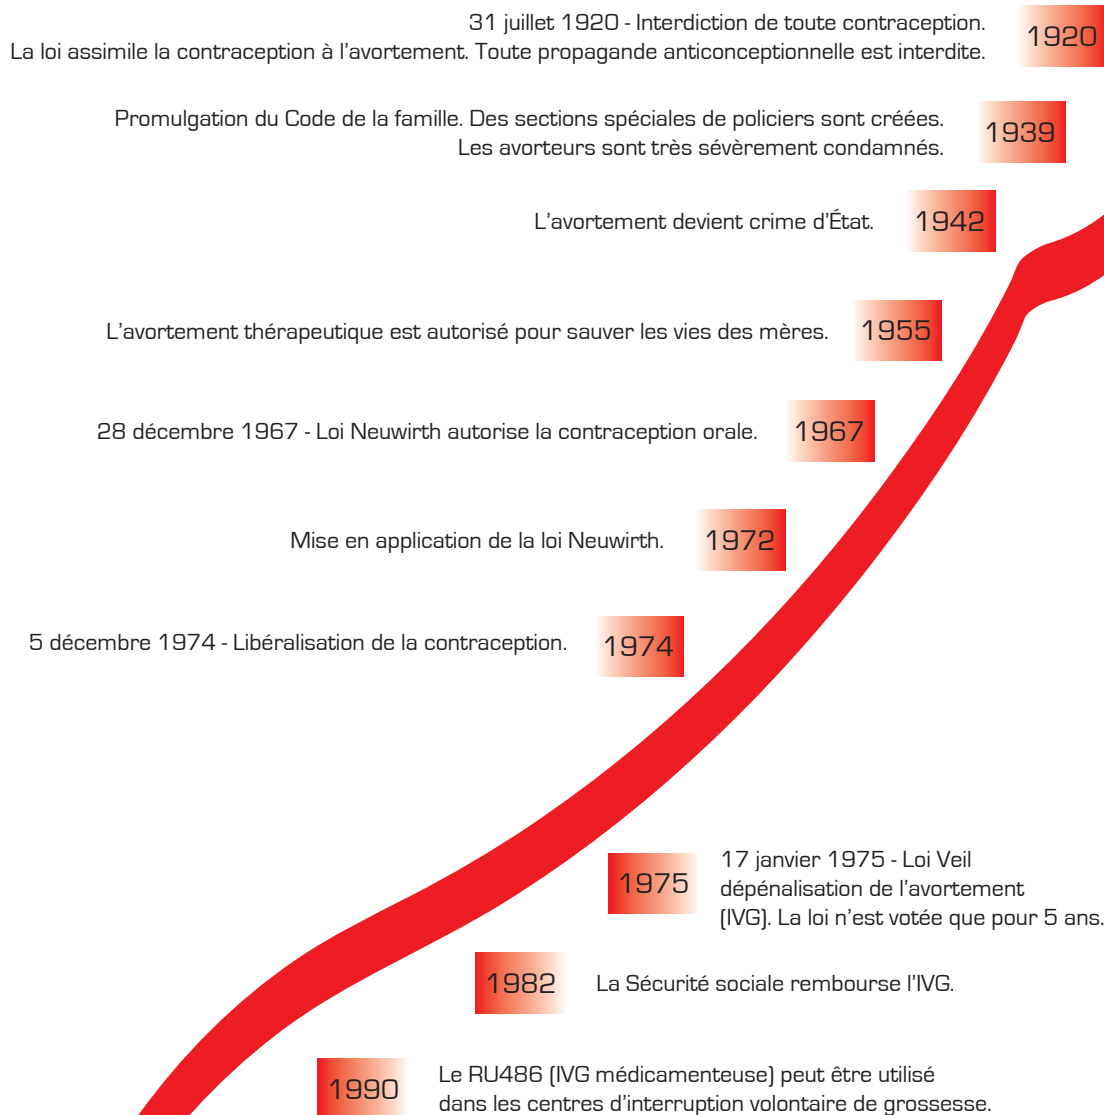 31 juillet 1920 - Interdiction de toute contraception.
La loi assimile la contraception à l'avortement. Toute propagande anticonceptionnelle est interdite.
1920
Promulgation du Code de la famille. Des sections spéciales de policiers sont créées.
Les avorteurs sont très sévèrement condamnés.
1939
L'avortement devient crime d'État.
1942
L'avortement thérapeutique est autorisé pour sauver les vies des mères.
1955
28 décembre 1967 - Loi Neuwirth autorise la contraception orale.
1967
Mise en application de la loi Neuwirth.
1972
5 décembre 1974 - Libéralisation de la contraception.
1974
1975
17 janvier 1975 - Loi Veil
dépénalisation de l'avortement
(IVG). La loi n'est votée que pour 5 ans.
1982
La Sécurité sociale rembourse l'IVG.
1990
Le RU486 (IVG médicamenteuse) peut être utilisé
dans les centres d'interruption volontaire de grossesse.